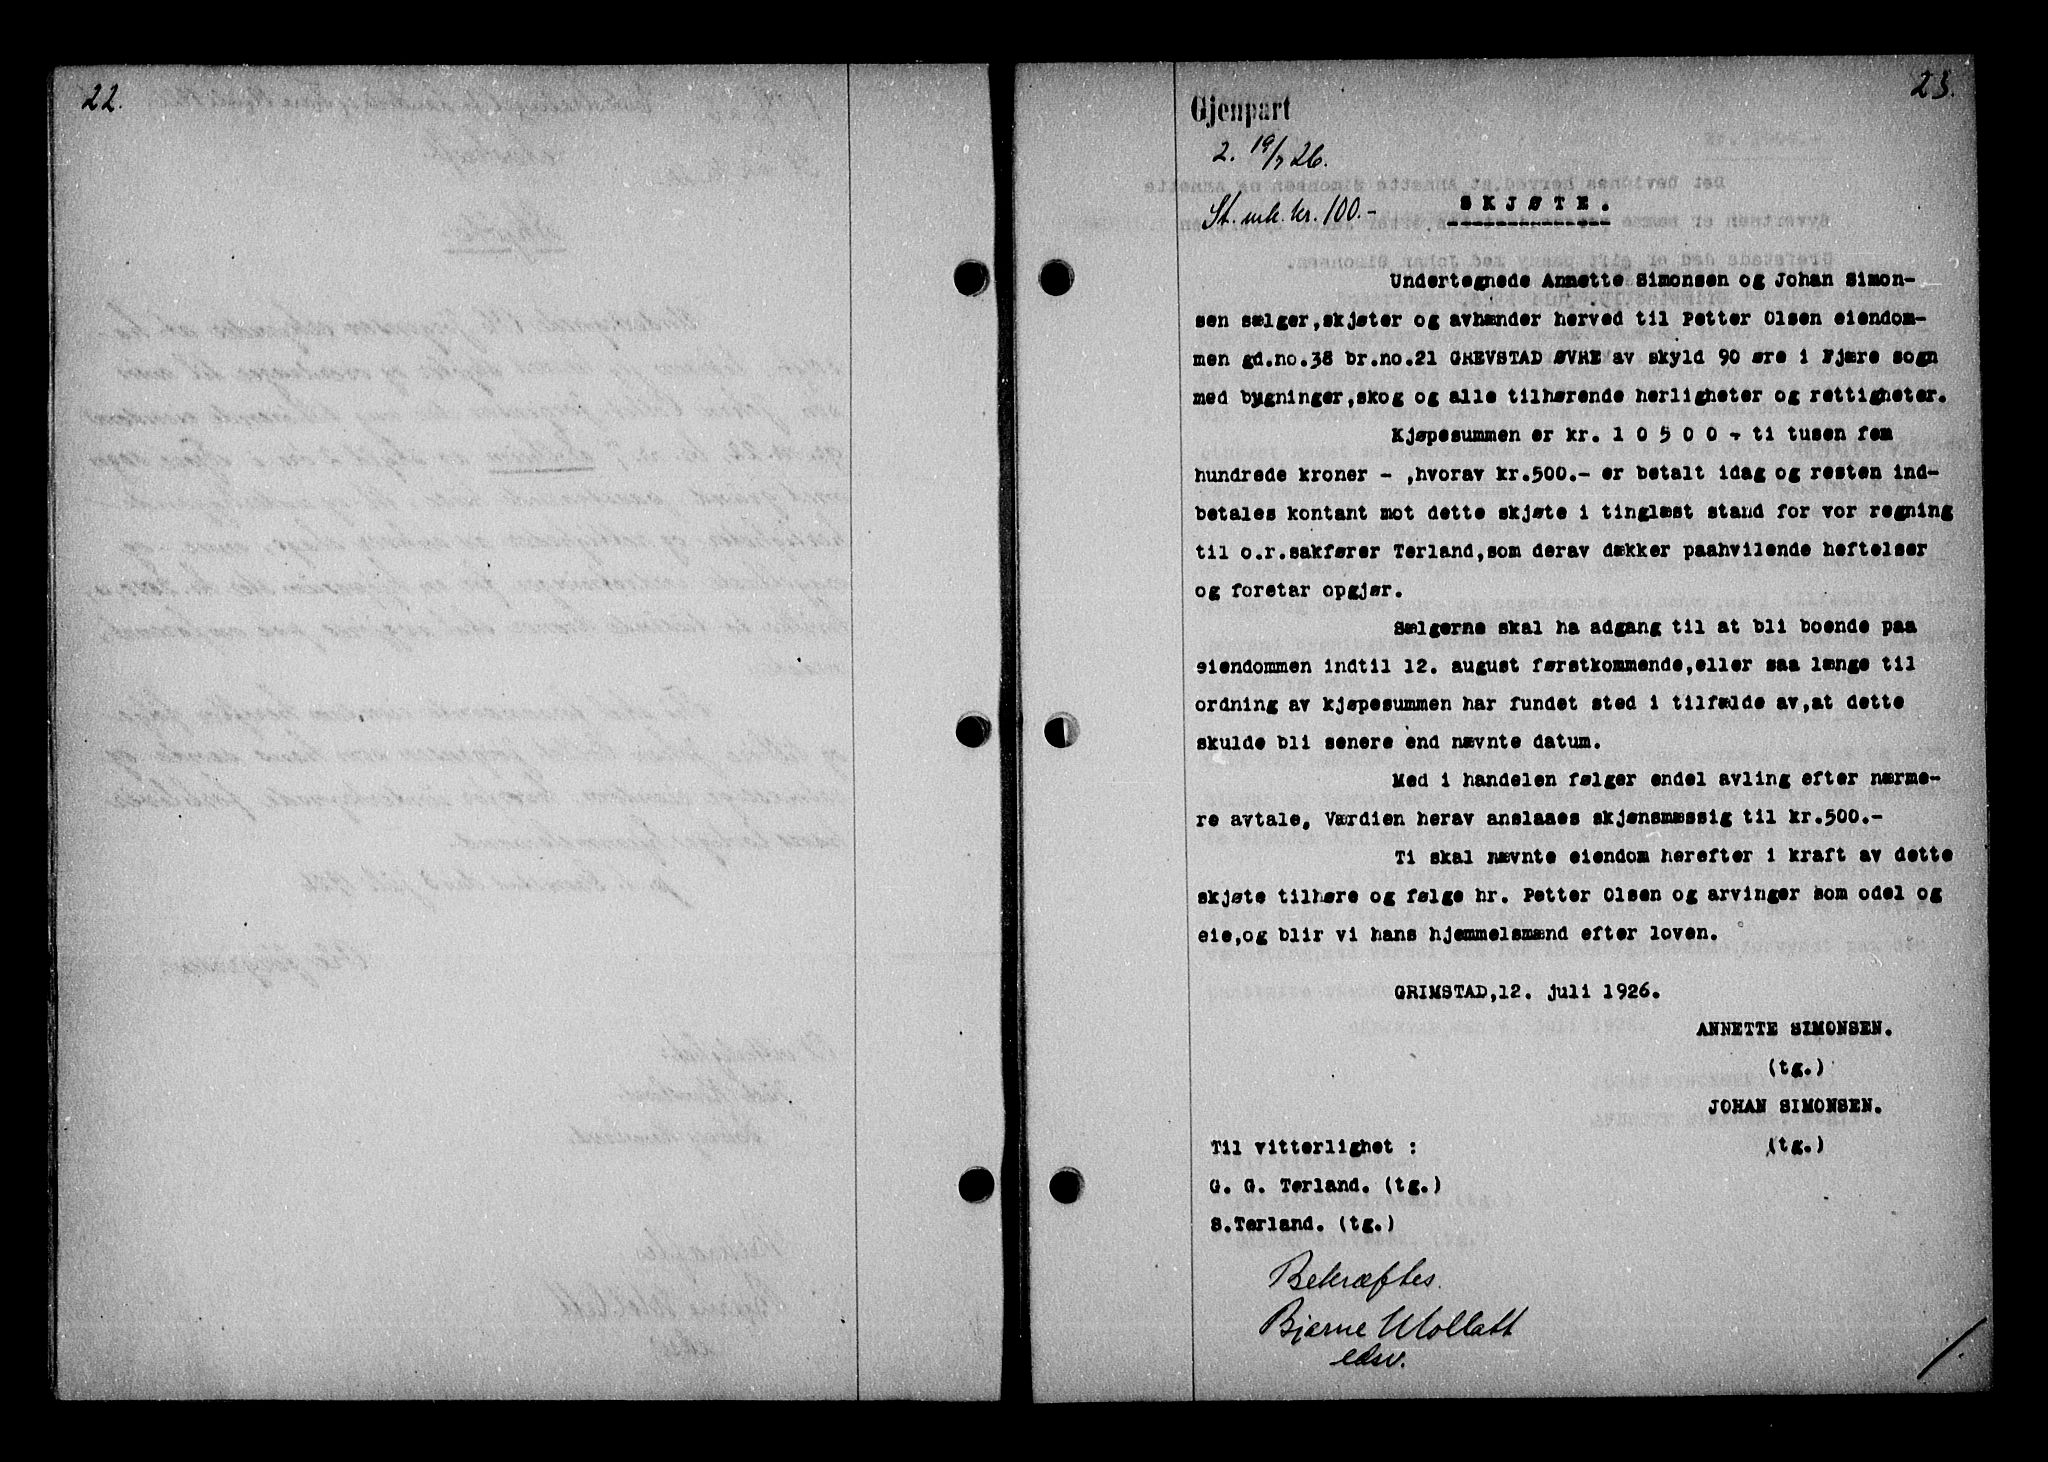 22.
23.
Gjenpart
2. 19/7 26.
St. mk. kr. 100.-
SKJØTE.
Undertegnede Annette Simonsen og Johan Simon-
sen sælger, skjøter og avhænder herved til Petter Olsen eiendom-
men gd.no.38 br.no.21 GREVSTAD ØVRE av skyld 90 øre i Fjære sogn
med bygninger, skog og alle tilhørende herligheter og rettigheter.
Kjøpesummen er kr. 1 0 5 0 0 - ti tusen fem
hundrede kroner - ,hvorav kr.500.- er betalt idag og resten ind-
betales kontant mot dette skjøte i tinglæst stand for vor regning
til o.r.sakfører Terland,som derav dækker paahvilende heftelser
og foretar opgjør.
Sælgerne skal ha adgang til at bli boende paa
eiendommen indtil 12. august førstkommende,eller saa længe til
ordning av kjøpesummen har fundet sted i tilfælde av,at dette
skulde bli senere end nævnte datum.
Med i handelen følger endel avling efter nærme-
re avtale. Værdien herav anslaaes skjønsmæssig til kr.500.-
Ti skal nævnte eiendom herefter i kraft av dette
skjøte tilhøre og følge hr. Petter Olsen og arvinger som odel og
eie,og blir vi hans hjemmelsmænd efter loven.
GRIMSTAD,12. juli 1926.
ANNETTE SIMONSEN.
(tg.)
JOHAN SIMONSEN.
(tg.)
Til vitterlighet :
G. G. Terland. (tg.)
S.Terland. (tg.)
Bekræftes.
Bjarne Mollatt
edsv.